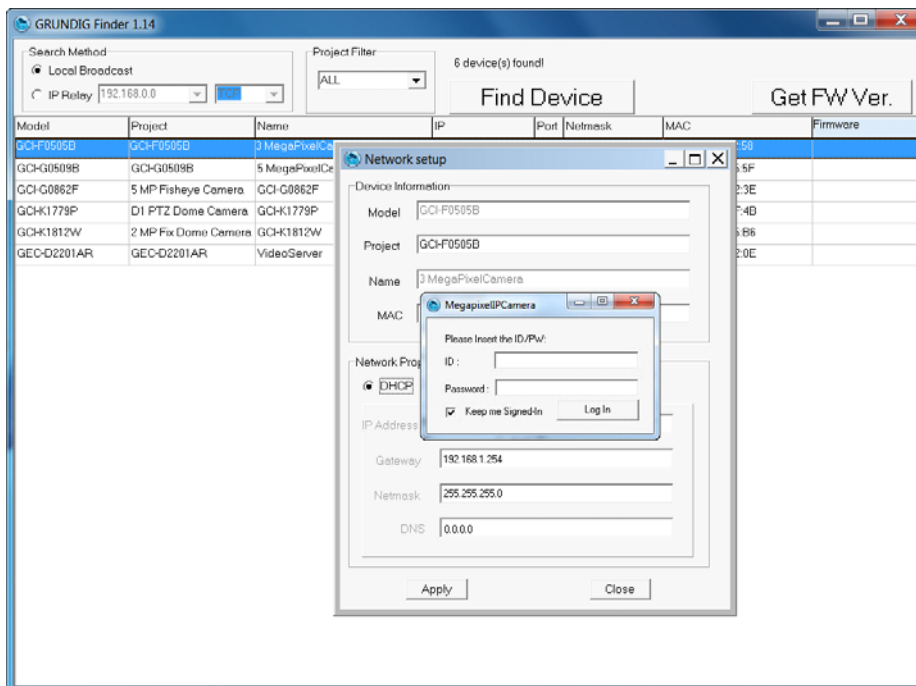 GRUNDIG Finder 1.14
Search Method
Local Broadcast
IP Relay 192.168.0.0
Project Filter
ALL
6 device(s) found!
Find Device
Get FW Ver.
Model Project Name IP Port Netmask MAC Firmware
GCI-F0505B GCI-F0505B 3 MegaPixelCa :58
GCI-G0509B GCI-G0509B 5 MegaPixelCa :5F
GCI-G0862F 5 MP Fisheye Camera GCI-G0862F :3E
GCI-K1779P D1 PTZ Dome Camera GCI-K1779P :4B
GCI-K1812W 2 MP Fix Dome Camera GCI-K1812W :B6
GEC-D2201AR GEC-D2201AR VideoServer :0E
Network setup
Device Information
Model GCI-F0505B
Project GCI-F0505B
Name 3 MegaPixelCamera
MAC
MegapixelIPCamera
Please Insert the ID/PW:
ID :
Password :
Keep me Signed-In
Log In
Network Prop
DHCP
IP Address
Gateway 192.168.1.254
Netmask 255.255.255.0
DNS 0.0.0.0
Apply
Close